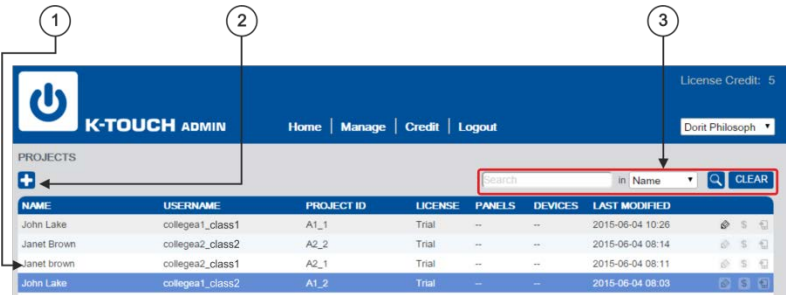 1 2 3
License Credit: 5
K-TOUCH ADMIN Home | Manage | Credit | Logout Dorit Philosoph
PROJECTS
Search in Name CLEAR
NAME USERNAME PROJECT ID LICENSE PANELS DEVICES LAST MODIFIED
John Lake collegea1_class1 A1_1 Trial -- -- 2015-06-04 10:26
Janet Brown collegea2_class2 A2_2 Trial -- -- 2015-06-04 08:14
Janet brown collegea2_class1 A2_1 Trial -- -- 2015-06-04 08:11
John Lake collegea1_class2 A1_2 Trial -- -- 2015-06-04 08:03